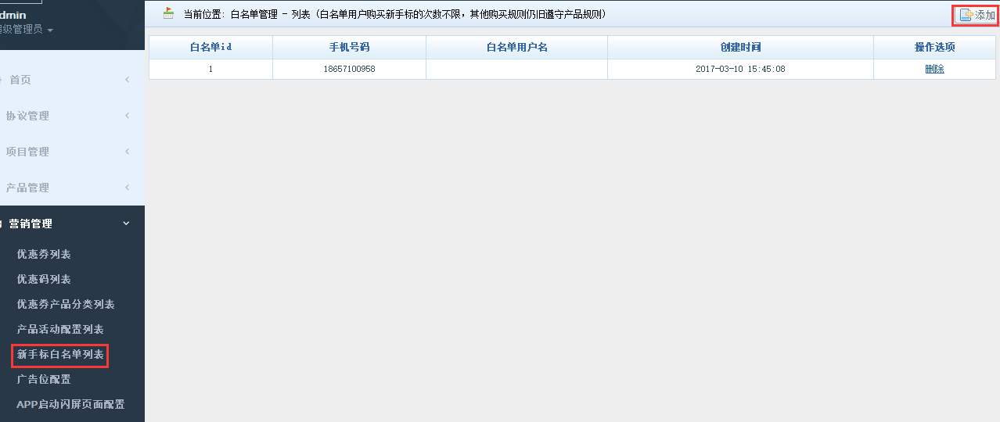 dmin
超级管理员
首页
协议管理
项目管理
产品管理
营销管理
优惠券列表
优惠码列表
优惠券产品分类列表
产品活动配置列表
新手标白名单列表
广告位配置
APP启动闪屏页面配置
当前位置: 白名单管理 - 列表 (白名单用户购买新手标的次数不限，其他购买规则仍旧遵守产品规则)
添加
白名单id 手机号码 白名单用户名 创建时间 操作选项
1 18657100958 2017-03-10 15:45:08 删除